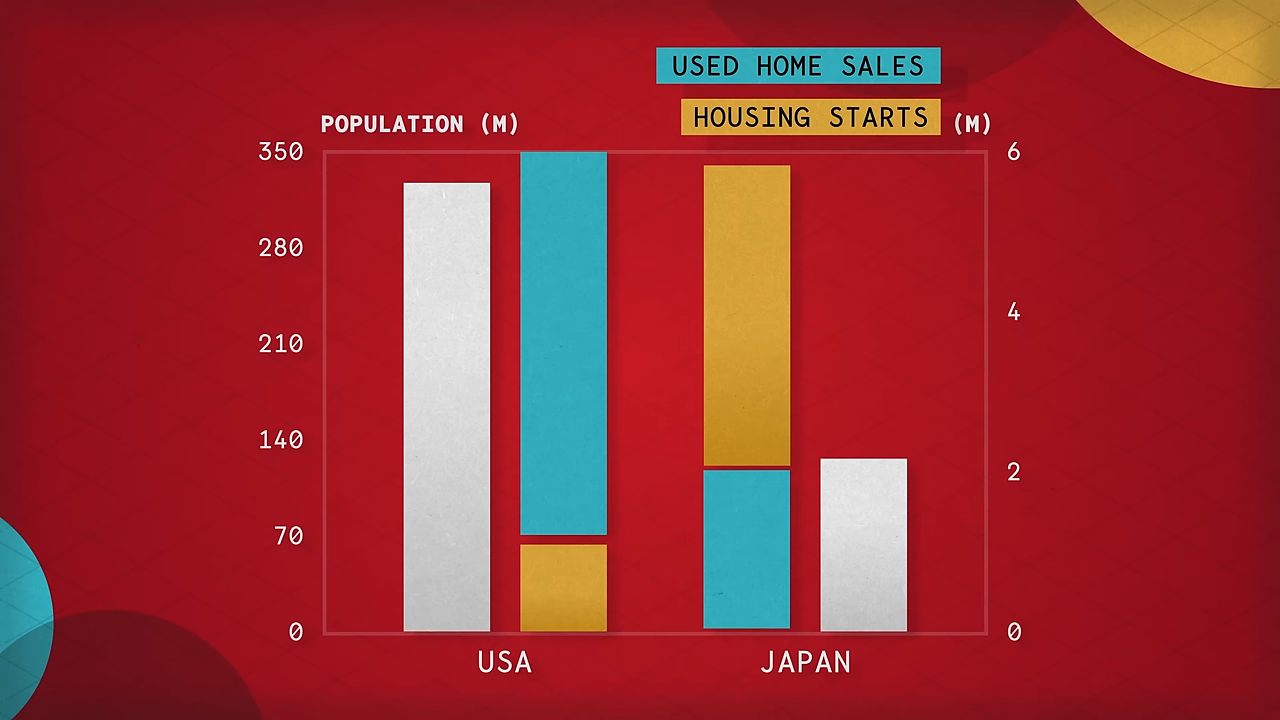 USED HOME SALES
HOUSING STARTS (M)
POPULATION (M)
350
280
210
140
70
0
6
4
2
0
USA
JAPAN